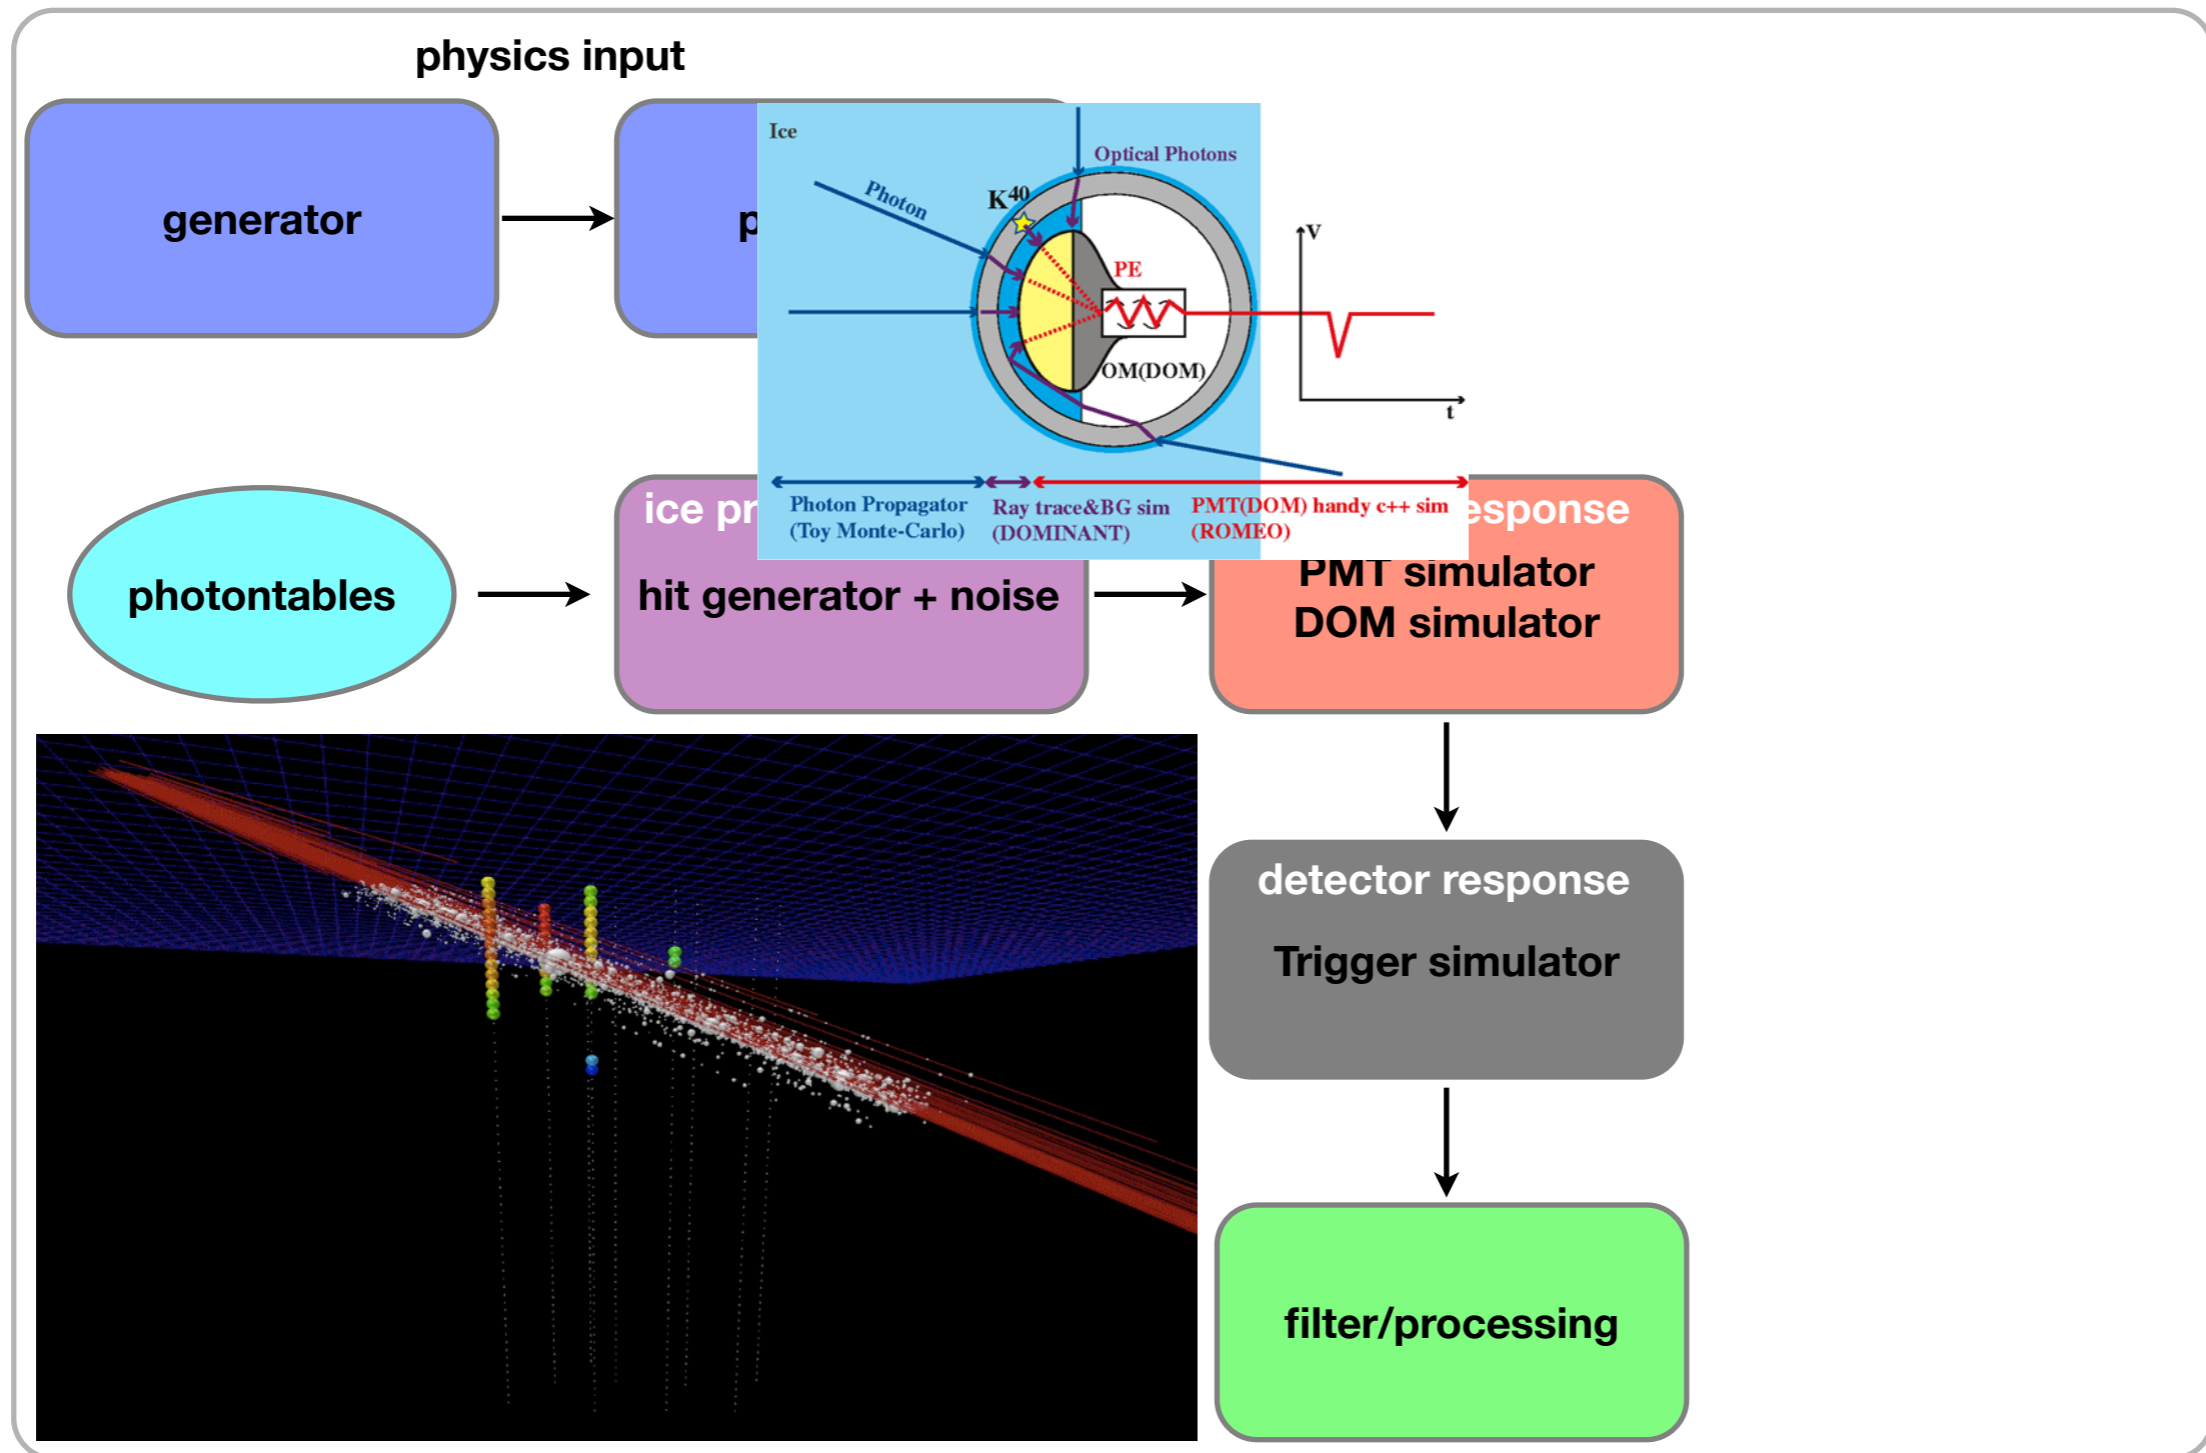 physics input
generator
p
Ice
Optical Photons
Photon
K40
PE
OM(DOM)
V
t
Photon Propagator
(Toy Monte-Carlo)
Ray trace&BG sim
(DOMINANT)
PMT(DOM) handy c++ sim
(ROMEO)
ice pr
esponse
photontables
hit generator + noise
PMT simulator
DOM simulator
detector response
Trigger simulator
filter/processing